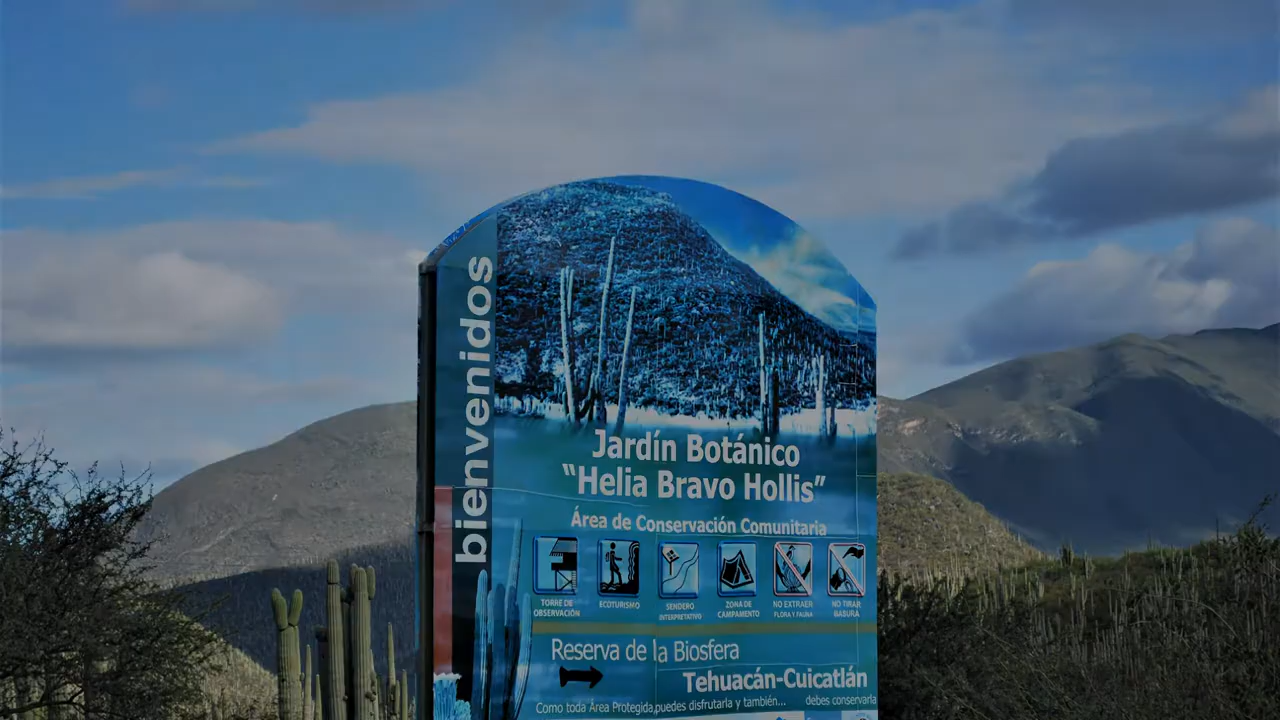 bienvenidos
Jardín Botánico
“Helia Bravo Hollis”
Área de Conservación Comunitaria
TORRE DE OBSERVACIÓN
ECOTURISMO
SENDERO INTERPRETATIVO
ZONA DE CAMPAMENTO
NO EXTRAER FLORA Y FAUNA
NO TIRAR BASURA
Reserva de la Biosfera
Tehuacán-Cuicatlán
Como toda Área Protegida,puedes disfrutarla y también... debes conservarla